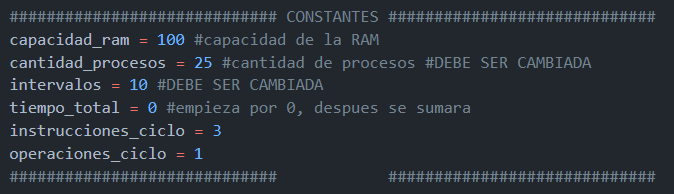 ############################# CONSTANTES #############################
capacidad_ram = 100 #capacidad de la RAM
cantidad_procesos = 25 #cantidad de procesos #DEBE SER CAMBIADA
intervalos = 10 #DEBE SER CAMBIADA
tiempo_total = 0 #empieza por 0, despues se sumara
instrucciones_ciclo = 3
operaciones_ciclo = 1
#############################            #############################